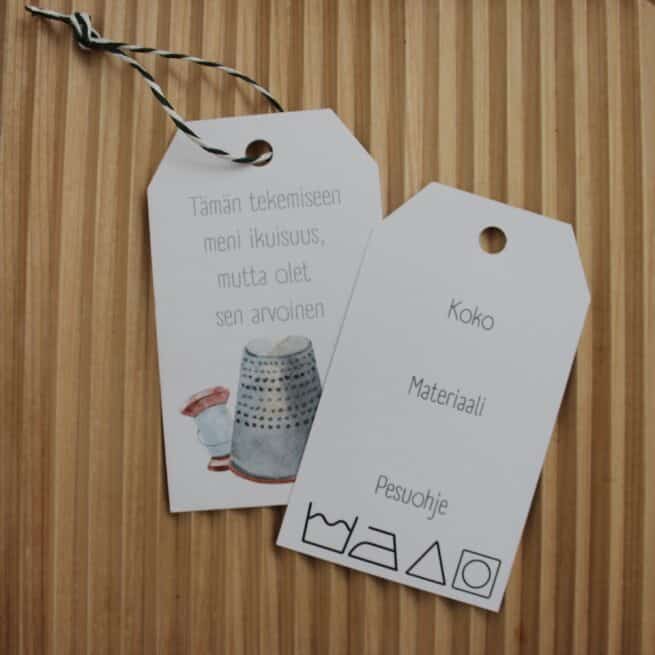 Tämän tekemiseen
meni ikuisuus,
mutta olet
sen arvoinen
Koko
Materiaali
Pesuohje